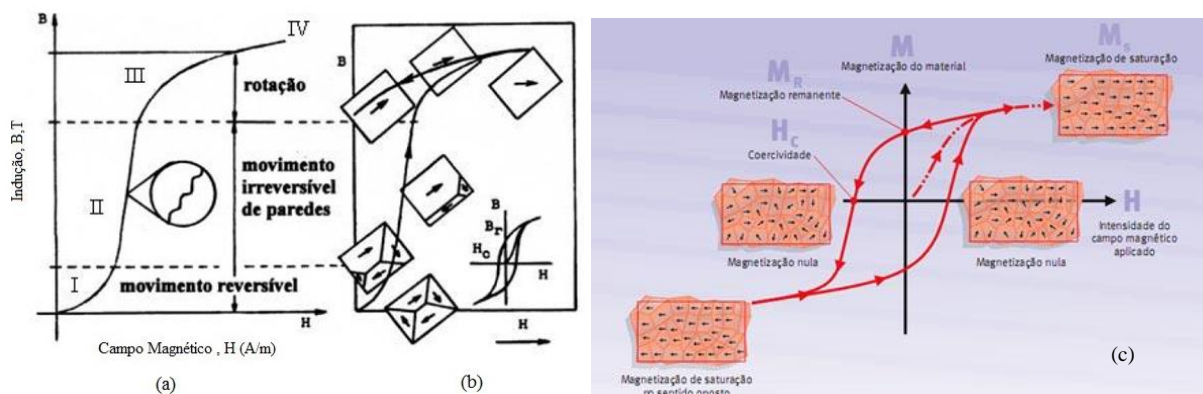 B
IV
III
rotação
Indução, B,T
II
movimento
irreversível
de paredes
I
movimento reversível
H
Campo Magnético , H (A/m)
(a)
B
B
Br
Hc
H
H
(b)
M
Magnetização do material
Ms
Magnetização de saturação
MR
Magnetização remanente
HC
Coercividade
H
Intensidade do
campo magnético
aplicado
Magnetização nula
Magnetização nula
Magnetização de saturação
(c)